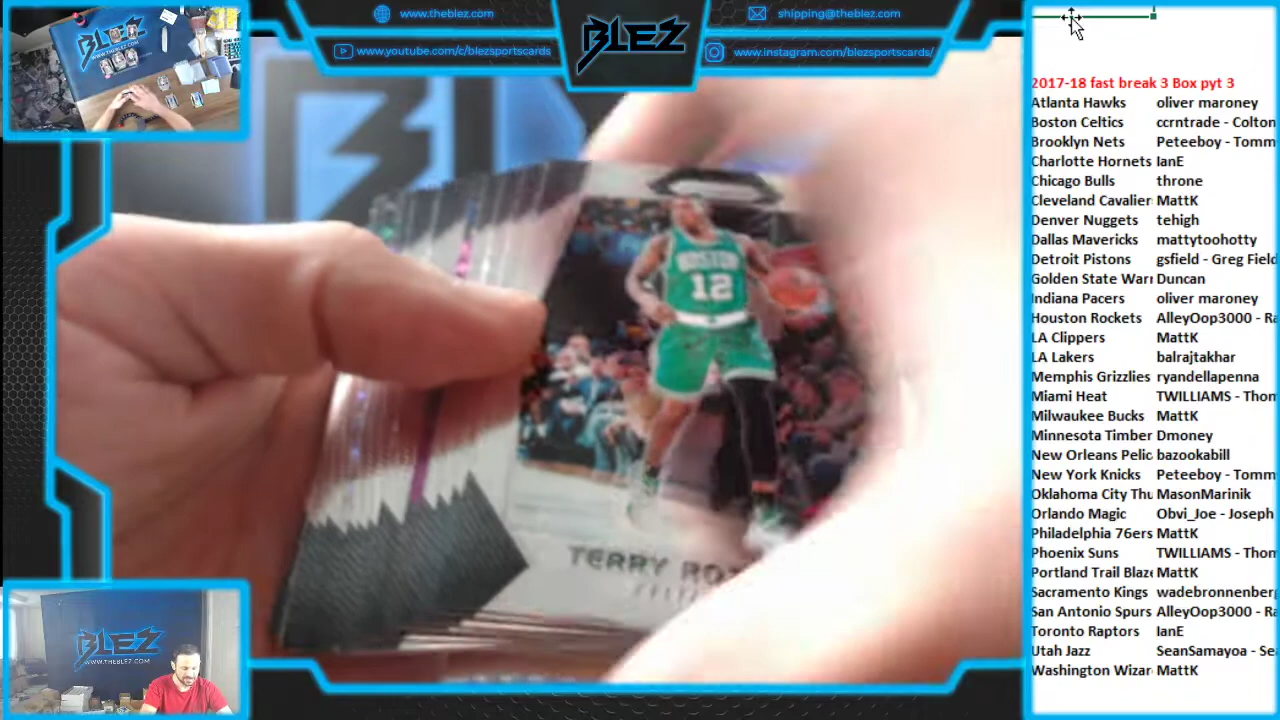 www.theblez.com
shipping@theblez.com
www.youtube.com/c/blezsportscards
www.instagram.com/blezsportscards/
BLEZ
BLEZ
WWW.THEBLEZ.COM
BOSTON
12
TERRY
2017-18 fast break 3 Box pyt 3
Atlanta Hawks oliver maroney
Boston Celtics ccrntrade - Colton
Brooklyn Nets Peteeboy - Tomm
Charlotte Hornets IanE
Chicago Bulls throne
Cleveland Cavalier MattK
Denver Nuggets tehigh
Dallas Mavericks mattytoohotty
Detroit Pistons gsfield - Greg Field
Golden State Warr Duncan
Indiana Pacers oliver maroney
Houston Rockets AlleyOop3000 - Ra
LA Clippers MattK
LA Lakers balrajtakhar
Memphis Grizzlies ryandellapenna
Miami Heat TWILLIAMS - Thom
Milwaukee Bucks MattK
Minnesota Timber Dmoney
New Orleans Pelic bazookabill
New York Knicks Peteeboy - Tomm
Oklahoma City Thu MasonMarinik
Orlando Magic Obvi_Joe - Joseph
Philadelphia 76ers MattK
Phoenix Suns TWILLIAMS - Thom
Portland Trail Blaze MattK
Sacramento Kings wadebronnenberg
San Antonio Spurs AlleyOop3000 - Ra
Toronto Raptors IanE
Utah Jazz SeanSamayoa - Sea
Washington Wizar MattK
BLEZ
WWW.THEBLEZ.COM